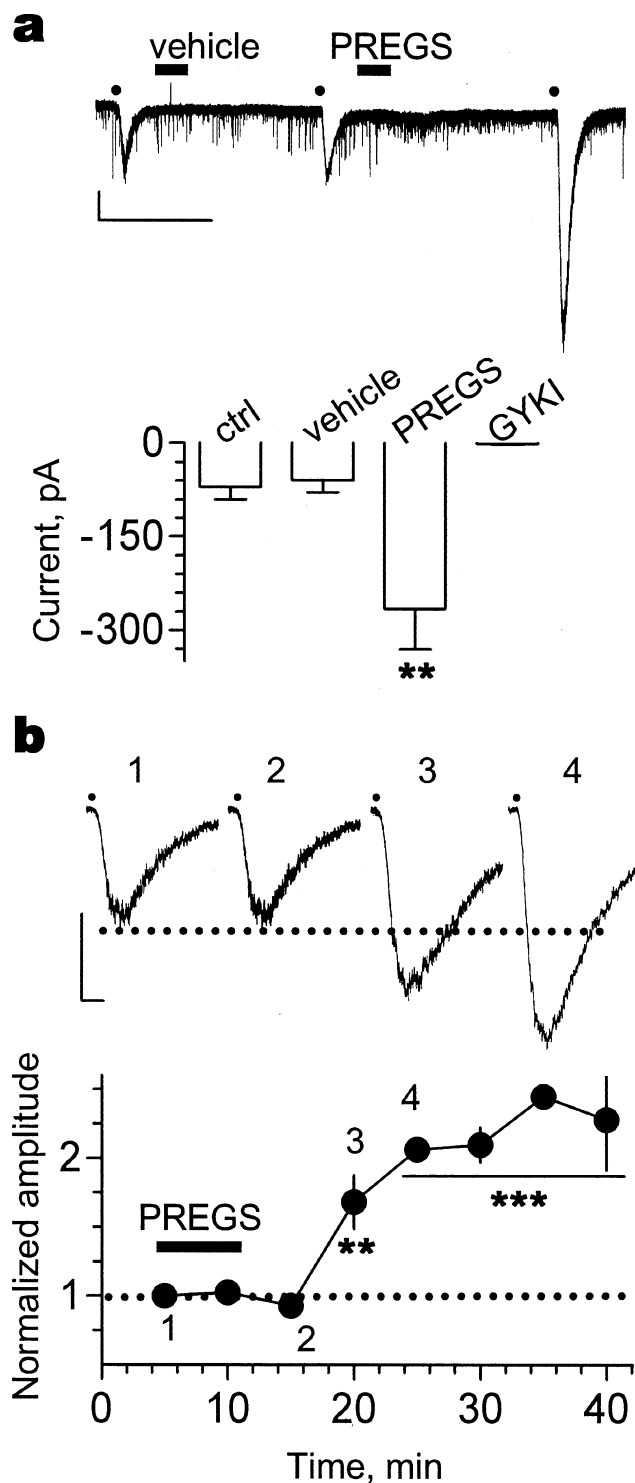 a
vehicle PREGS
ctrl vehicle PREGS GYKI
0
-150
-300
Current, pA
**
b
1 2 3 4
Normalized amplitude
2
1
PREGS
1
2
3
4
**
***
0 10 20 30 40
Time, min